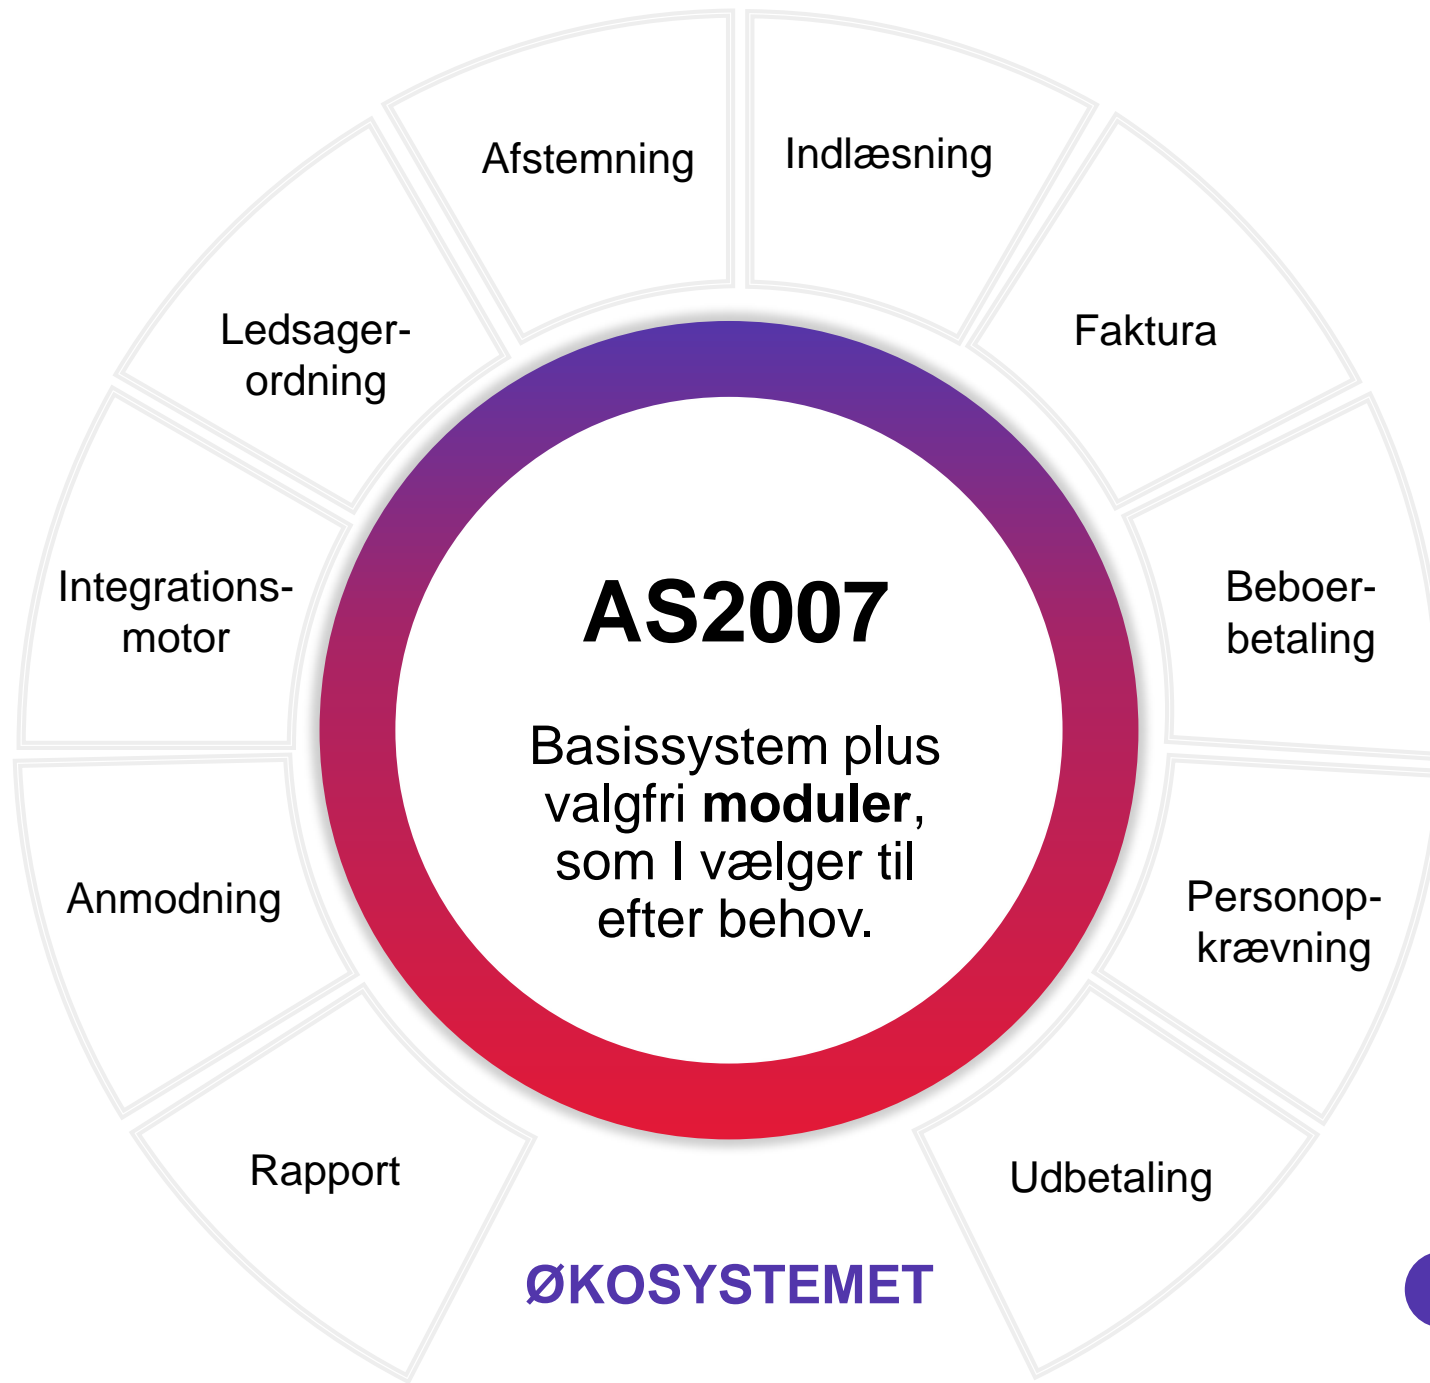 Afstemning
Indlæsning
Ledsager-
ordning
Faktura
Integrations-
motor
AS2007
Beboer-
betaling
Basissystem plus
valgfri moduler,
som I vælger til
efter behov.
Anmodning
Personop-
krævning
Rapport
Udbetaling
ØKOSYSTEMET